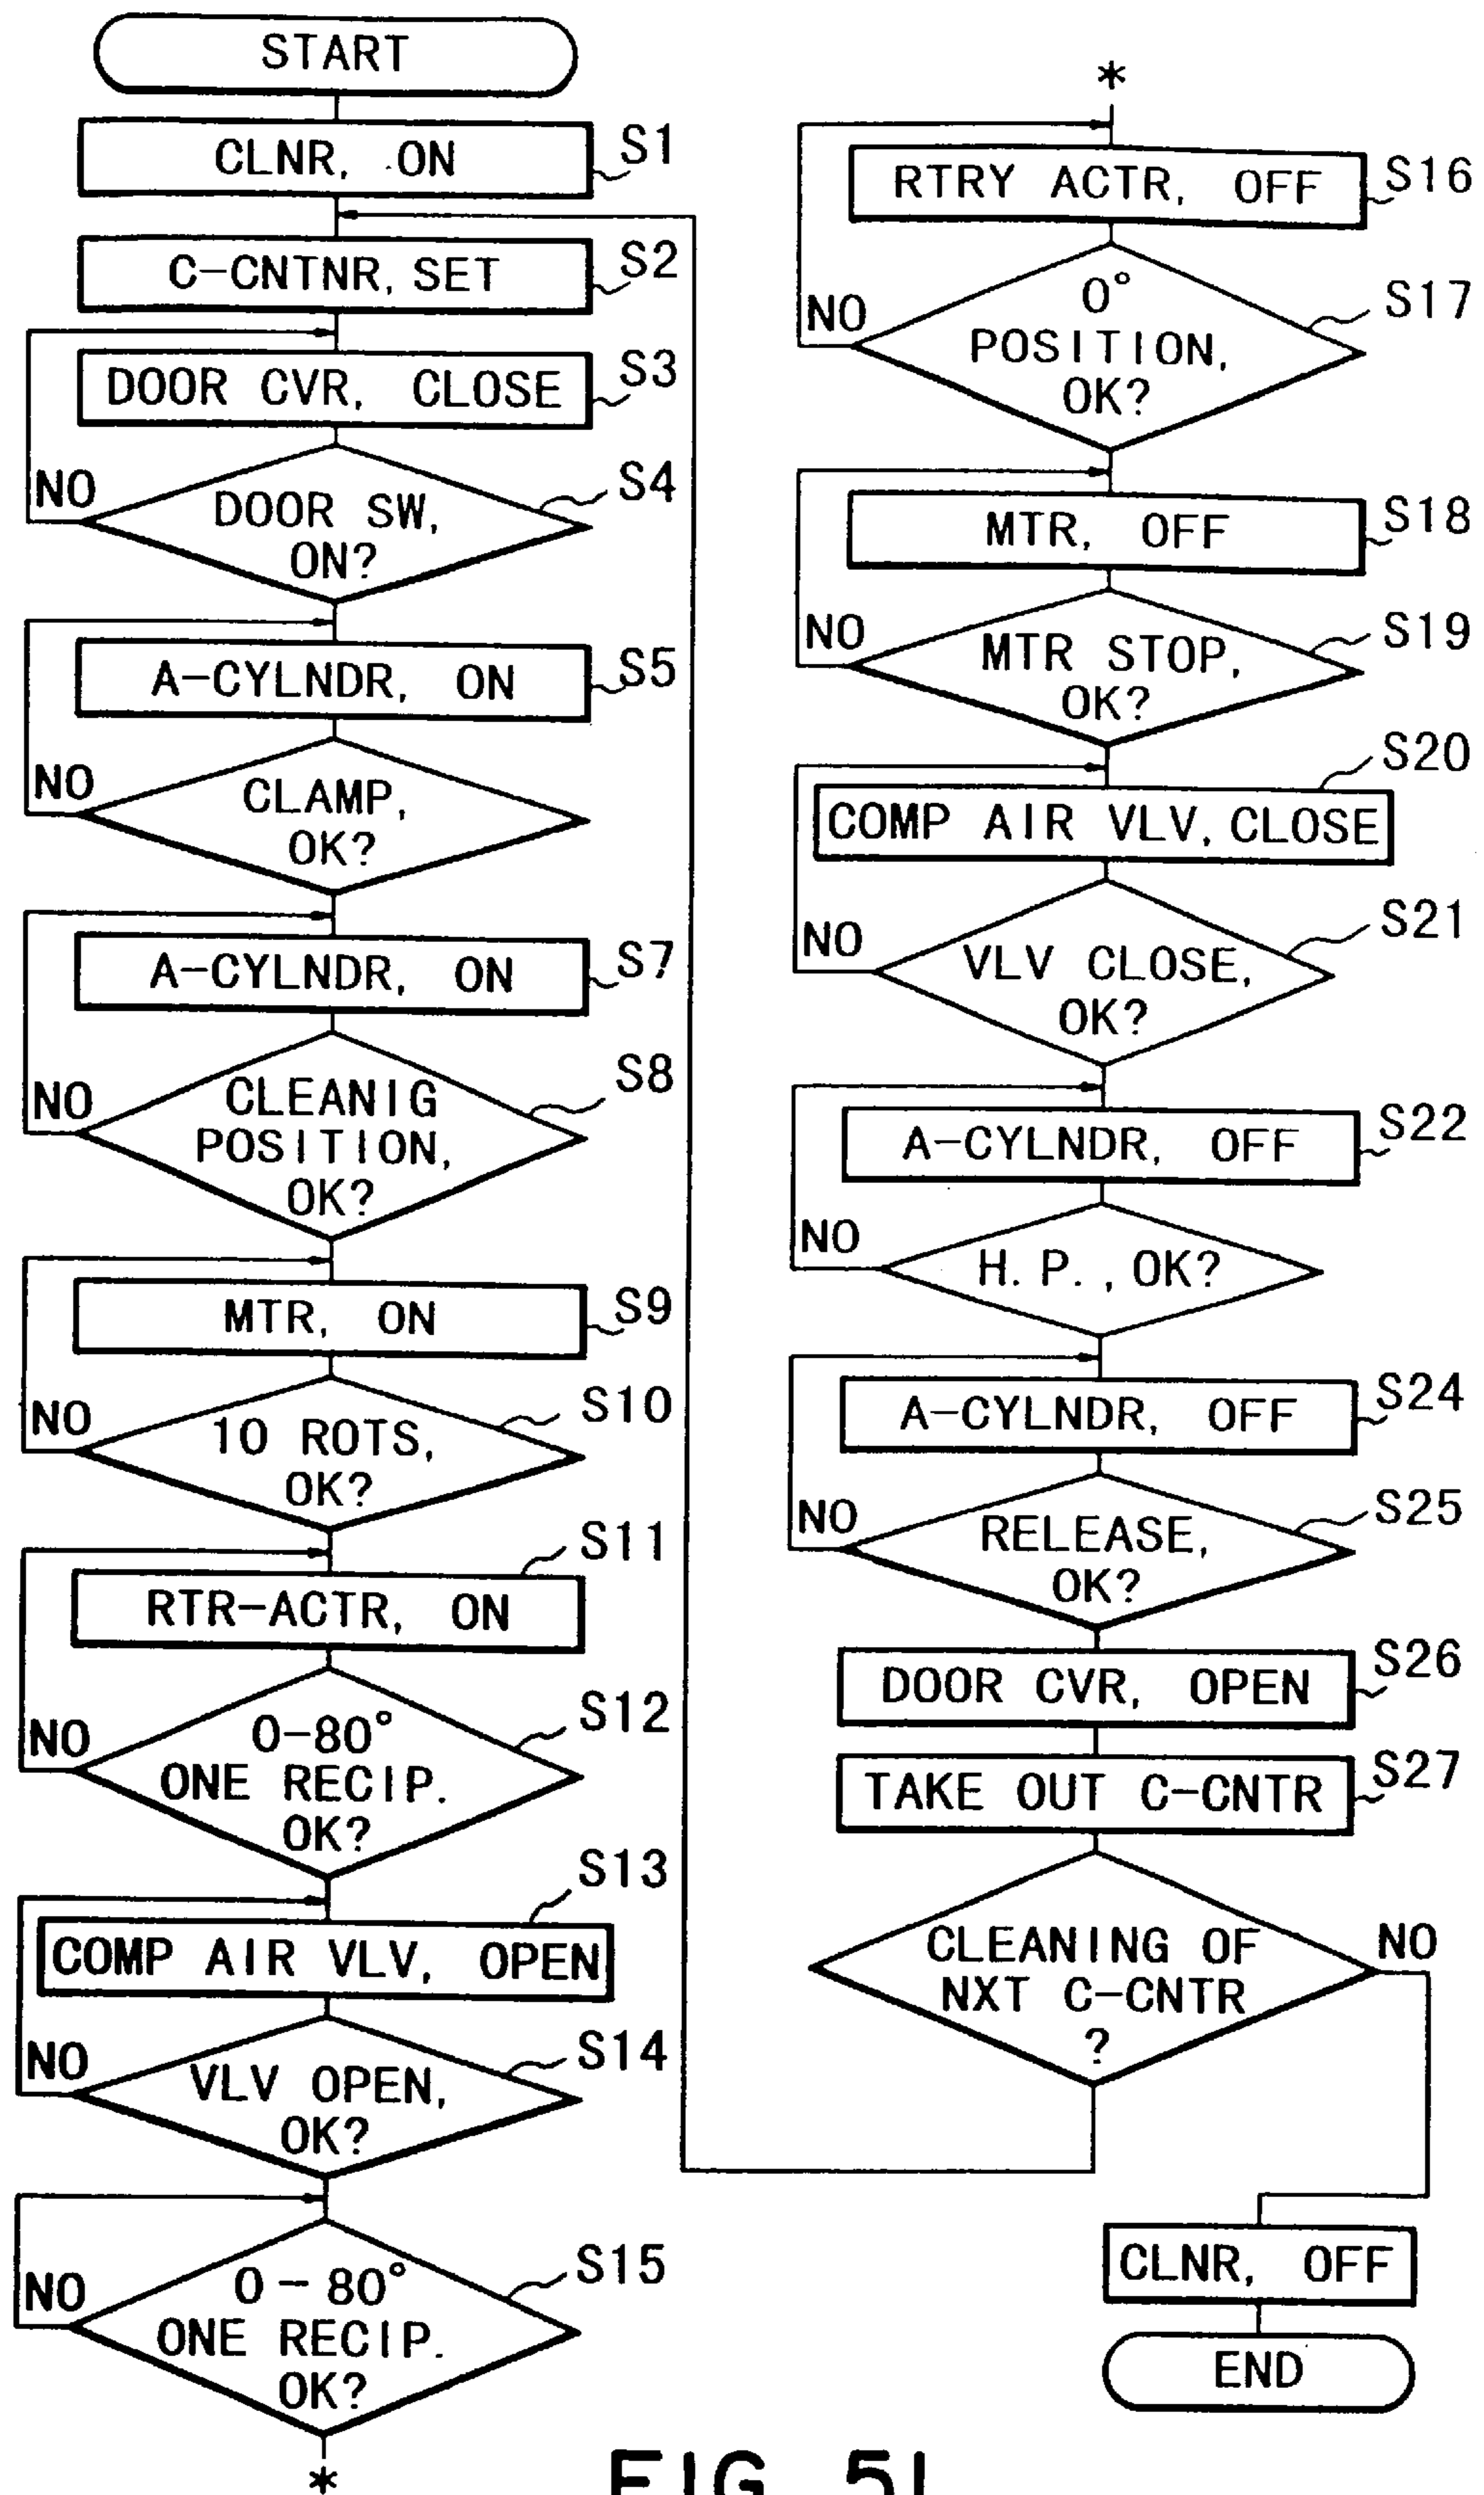 START
CLNR, ON
S1
C-CNTNR, SET
S2
DOOR CVR, CLOSE
S3
NO
DOOR SW,
ON?
S4
A-CYLNDR, ON
S5
NO
CLAMP,
OK?
A-CYLNDR, ON
S7
NO
CLEANIG
POSITION,
OK?
S8
MTR, ON
S9
NO
10 ROTS,
OK?
S10
RTR-ACTR, ON
S11
NO
0-80°
ONE RECIP.
OK?
S12
COMP AIR VLV, OPEN
S13
NO
VLV OPEN,
OK?
S14
NO
0-80°
ONE RECIP.
OK?
S15
*
*
RTRY ACTR, OFF
S16
NO
0°
POSITION,
OK?
S17
MTR, OFF
S18
NO
MTR STOP,
OK?
S19
COMP AIR VLV, CLOSE
S20
NO
VLV CLOSE,
OK?
S21
A-CYLNDR, OFF
S22
NO
H. P. , OK?
A-CYLNDR, OFF
S24
NO
RELEASE,
OK?
S25
DOOR CVR, OPEN
S26
TAKE OUT C-CNTR
S27
CLEANING OF
NXT C-CNTR
?
NO
CLNR, OFF
END